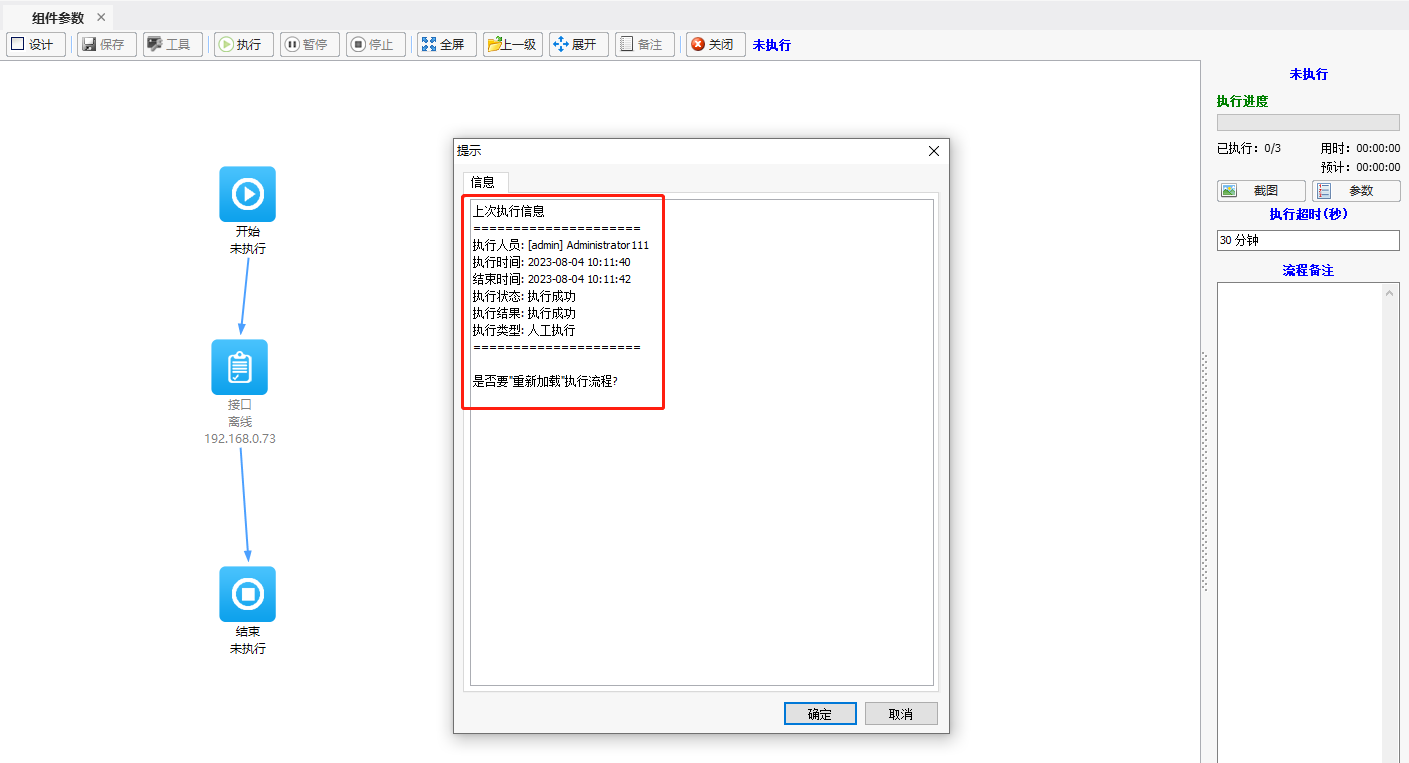 组件参数
设计 保存 工具 执行 暂停 停止 全屏 上一级 展开 备注 关闭 未执行
开始
未执行
接口
离线
192.168.0.73
结束
未执行
提示
信息
上次执行信息
=====================
执行人员: [admin] Administrator111
执行时间: 2023-08-04 10:11:40
结束时间: 2023-08-04 10:11:42
执行状态: 执行成功
执行结果: 执行成功
执行类型: 人工执行
=====================
是否要"重新加载"执行流程?
确定 取消
未执行
执行进度
已执行: 0/3 用时: 00:00:00
预计: 00:00:00
截图 参数
执行超时(秒)
30 分钟
流程备注